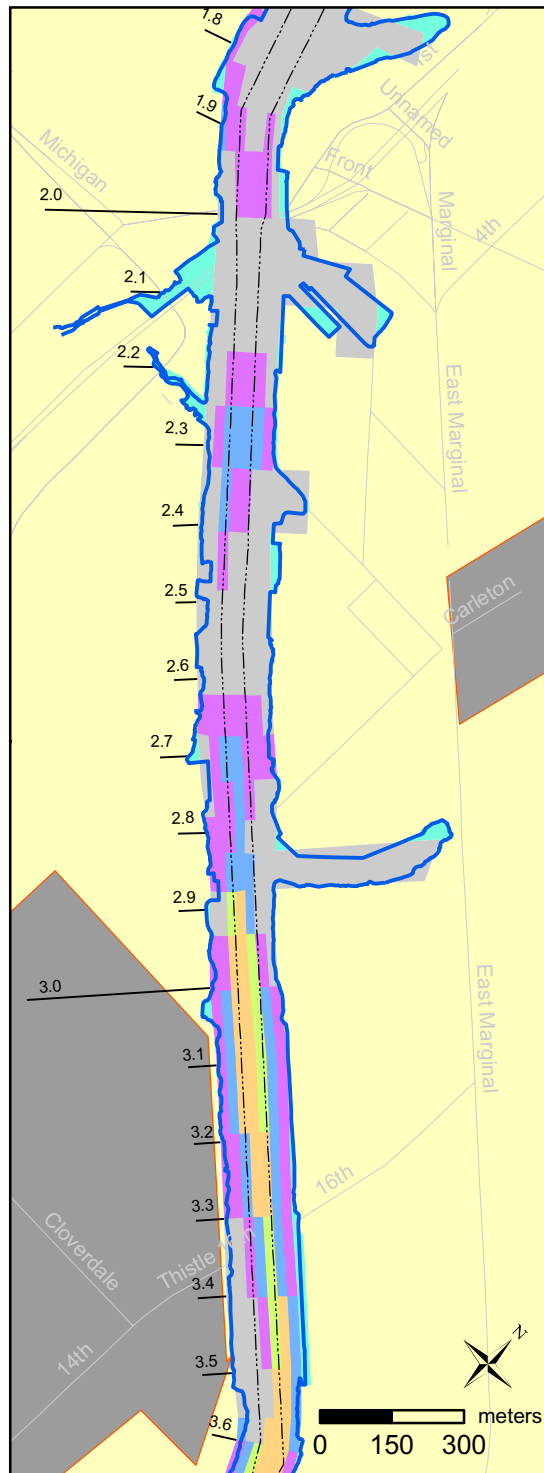 1.8
1st
1.9
Unnamed
Michigan
Front
2.0
Marginal
4th
2.1
2.2
East Marginal
2.3
2.4
2.5
Carleton
2.6
2.7
2.8
2.9
3.0
East Marginal
3.1
3.2
16th
3.3
Cloverdale
Thistle
3.4
14th
3.5
N
3.6
meters
0 150 300